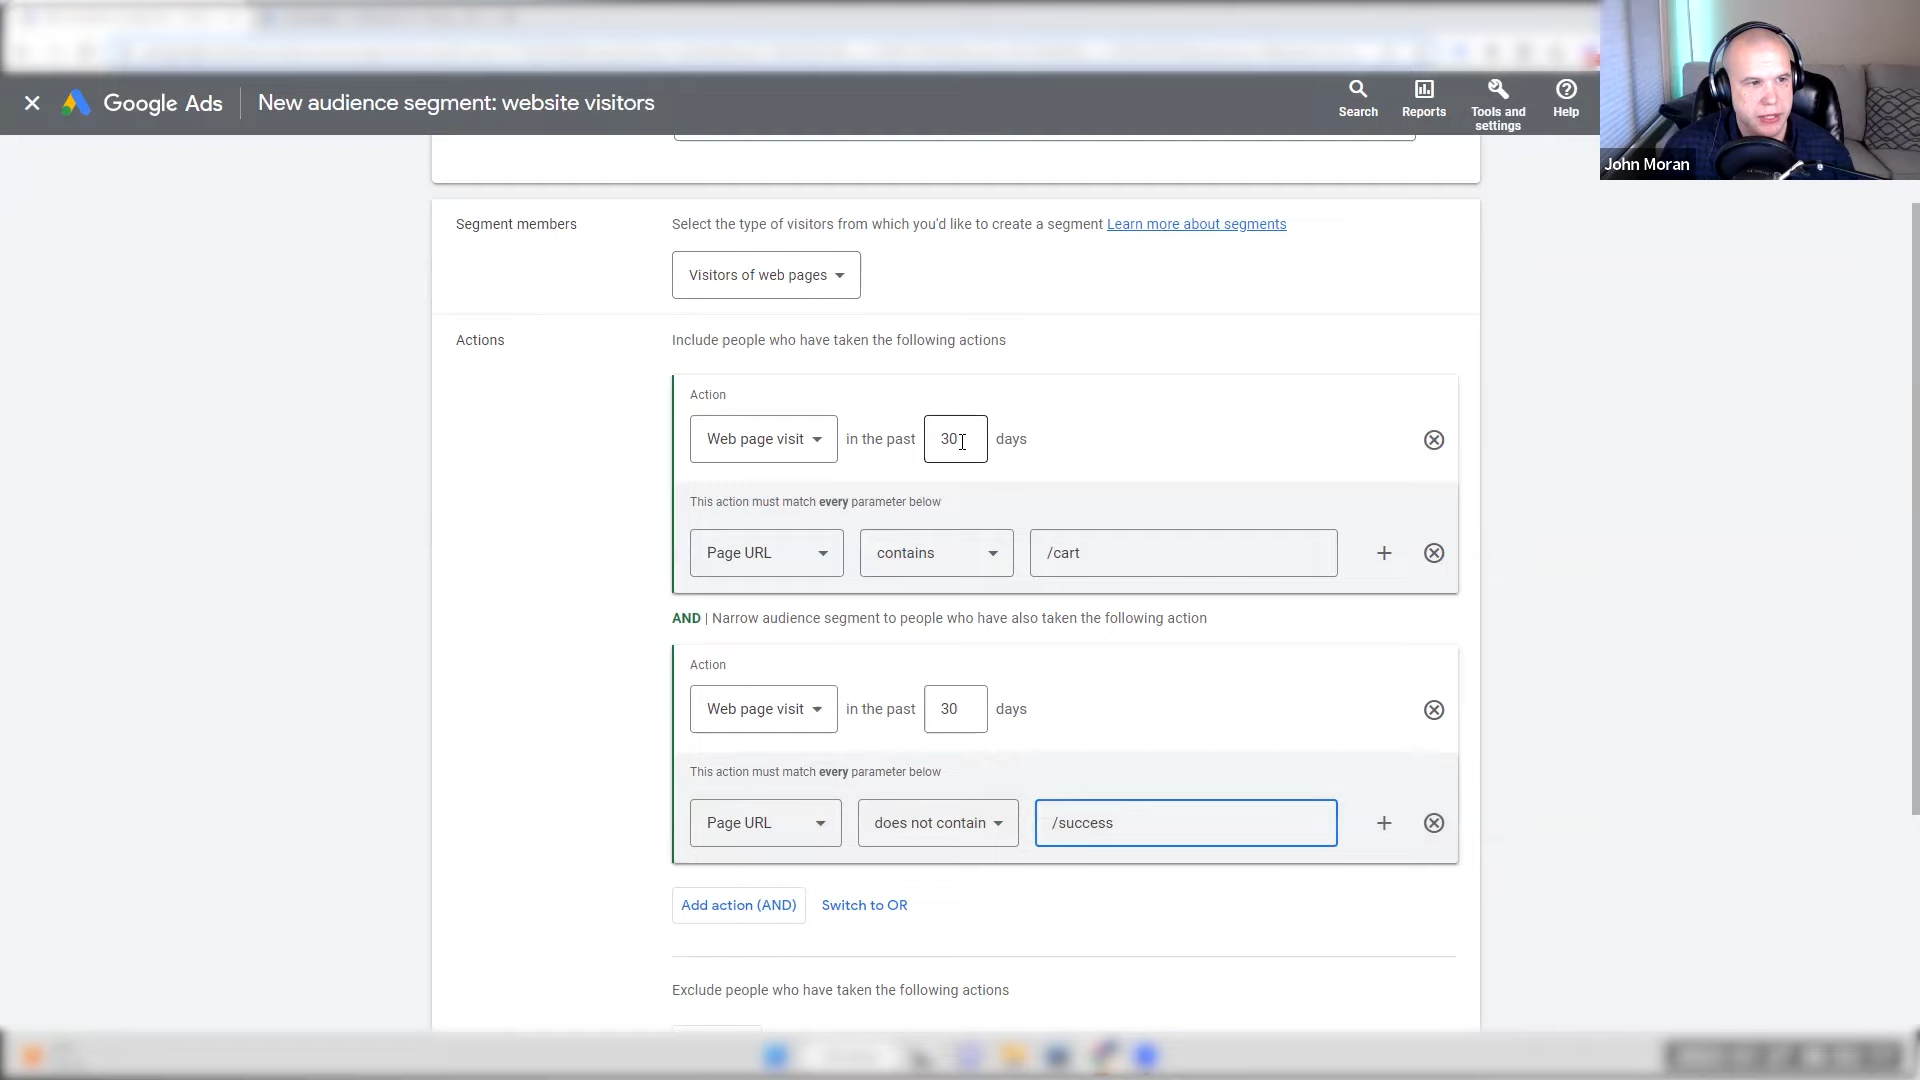 Google Ads
New audience segment: website visitors
Search
Reports
Tools and settings
Help
John Moran
Segment members
Select the type of visitors from which you'd like to create a segment Learn more about segments
Visitors of web pages
Actions
Include people who have taken the following actions
Action
Web page visit in the past 30 days
This action must match every parameter below
Page URL contains /cart
AND | Narrow audience segment to people who have also taken the following action
Action
Web page visit in the past 30 days
This action must match every parameter below
Page URL does not contain /success
Add action (AND) Switch to OR
Exclude people who have taken the following actions